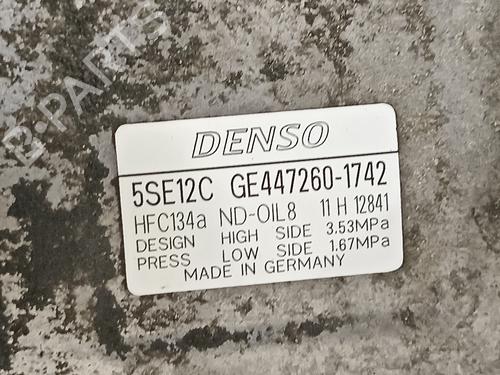 B-PARTS
DENSO
5SE12C GE447260-1742
HFC134a ND-OIL8 11 H 12841
DESIGN HIGH SIDE 3.53MPa
PRESS LOW SIDE 1.67MPa
MADE IN GERMANY